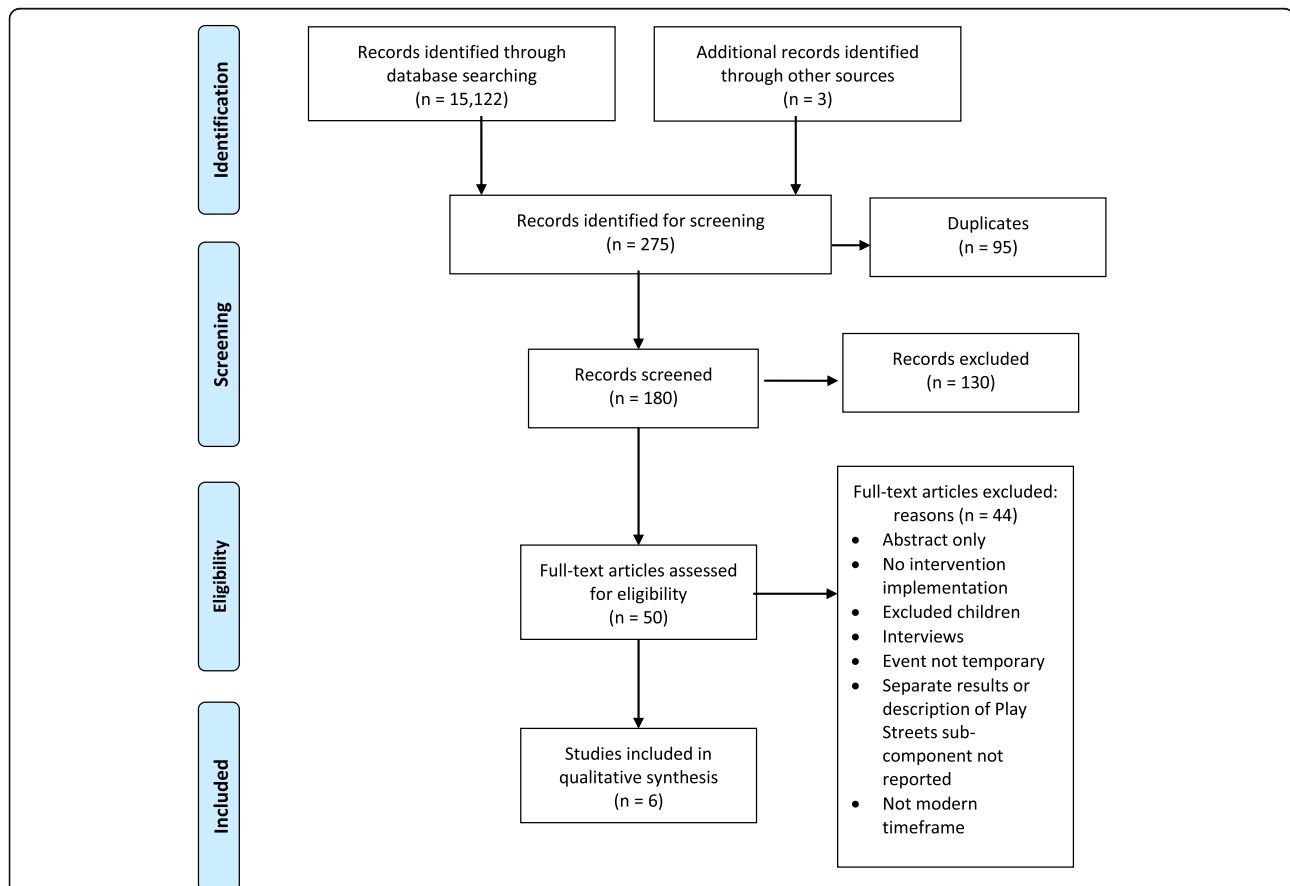 Identification
Records identified through
database searching
(n = 15,122)
Additional records identified
through other sources
(n = 3)
Records identified for screening
(n = 275)
Duplicates
(n = 95)
Screening
Records screened
(n = 180)
Records excluded
(n = 130)
Eligibility
Full-text articles assessed
for eligibility
(n = 50)
Full-text articles excluded:
reasons (n = 44)
• Abstract only
• No intervention
implementation
• Excluded children
• Interviews
• Event not temporary
• Separate results or
description of Play
Streets sub-
component not
reported
• Not modern
timeframe
Included
Studies included in
qualitative synthesis
(n = 6)